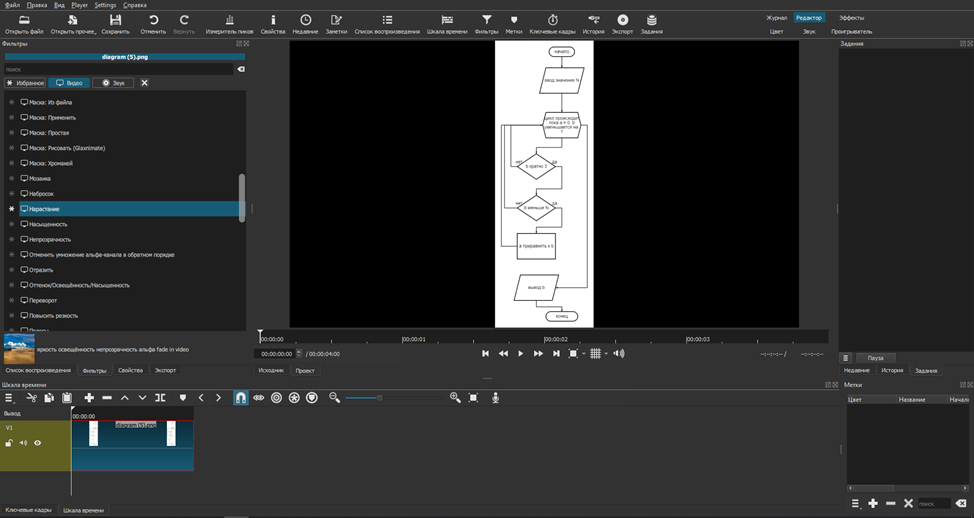 Файл Правка Вид Player Settings Справка
Открыть файл Открыть прочее.. Сохранить Отменить Вернуть Измеритель пиков Свойства Недавние Заметки Список воспроизведения Шкала времени Фильтры Метки Ключевые кадры История Экспорт Задания
Журнал Редактор Эффекты
Цвет Звук Проигрыватель
Фильтры
diagram (5).png
поиск
Избранное Видео Звук
Маска: Из файла
Маска: Применить
Маска: Простая
Маска: Рисовать (Glaxnimate)
Маска: Хромакей
Мозаика
Набросок
Нарастание
Насыщенность
Непрозрачность
Отменить умножение альфа-канала в обратном порядке
Отразить
Оттенок/Освещённость/Насыщенность
Переворот
Повысить резкость
яркость освещённость непрозрачность альфа fade in video
Список воспроизведения Фильтры Свойства Экспорт
начало
ввод значения N
цикл происходит
пока a = 0. b
уменьшается на
1
нет да
b кратно 3
нет да
b меньше N
a приравнять к b
вывод b
конец
00:00:00 00:00:01 00:00:02 00:00:03
00:00:00:00 / 00:00:04:00 --:--:--:-- / --:--:--:--
Исходник Проект
Задания
Пауза
Недавние История Задания
Шкала времени
Вывод
00:00:00
V1
diagram (5).png
Ключевые кадры Шкала времени
Метки
Цвет Название Начало
поиск